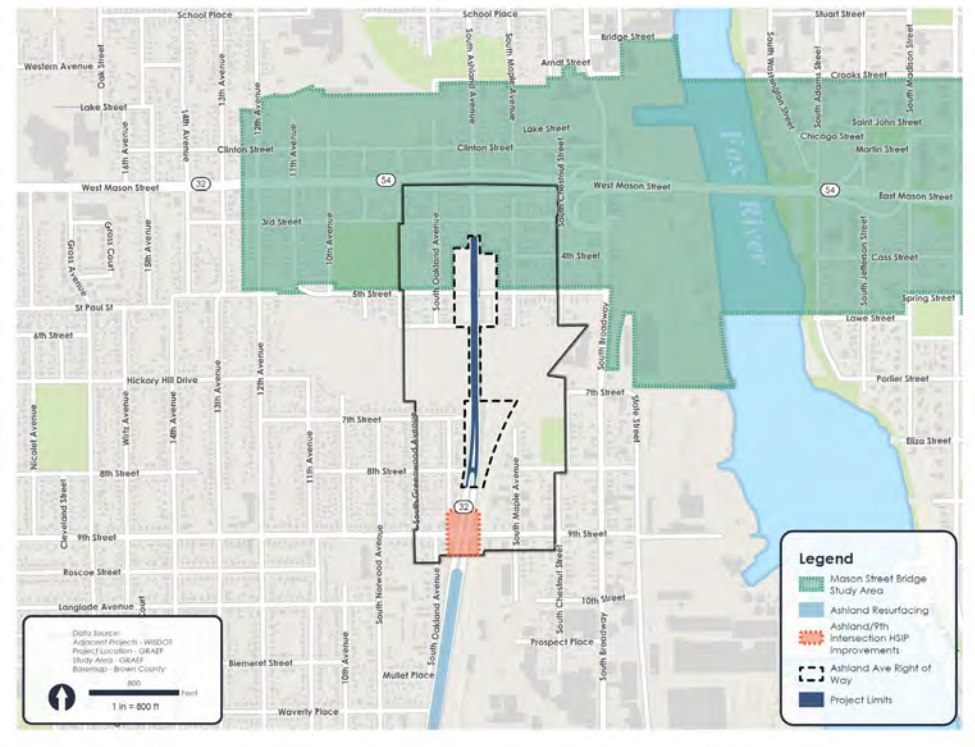 School Place
School Place
Stuart Street
Bridge Street
Western Avenue
Oak Street
13th Avenue
South Ashland Avenue
South Maple Avenue
Arndt Street
South Washington Street
South Adams Street
South Madison Street
Crooks Street
Lake Street
12th Avenue
14th Avenue
16th Avenue
11th Avenue
Clinton Street
Lake Street
Clinton Street
South Chestnut Street
Saint John Street
Chicago Street
Martin Street
Fox River
West Mason Street
32
54
West Mason Street
54
East Mason Street
3rd Street
10th Avenue
South Oakland Avenue
4th Street
Gross Avenue
Gross Court
15th Avenue
South Jefferson Street
Cass Street
St Paul St
5th Street
Spring Street
6th Street
South Broadway
Lawe Street
Hickory Hill Drive
12th Avenue
13th Avenue
7th Street
Porlier Street
Nicolet Avenue
Wirtz Avenue
14th Avenue
7th Street
State Street
Eliza Street
11th Avenue
South Greenwood Avenue
8th Street
8th Street
South Maple Avenue
Cleveland Street
32
9th Street
9th Street
South Norwood Avenue
Roscoe Street
South Oakland Avenue
South Chestnut Street
10th Street
Langlade Avenue
Court
South Broadway
Prospect Place
Biemeret Street
10th Avenue
Mullet Place
Waverly Place
Data Source:
Adjacent Projects - WISDOT
Project Location - GRAEF
Study Area - GRAEF
Basemap - Brown County
800
Feet
1 in = 800 ft
Legend
Mason Street Bridge
Study Area
Ashland Resurfacing
Ashland/9th
Intersection HSIP
Improvements
Ashland Ave Right of
Way
Project Limits